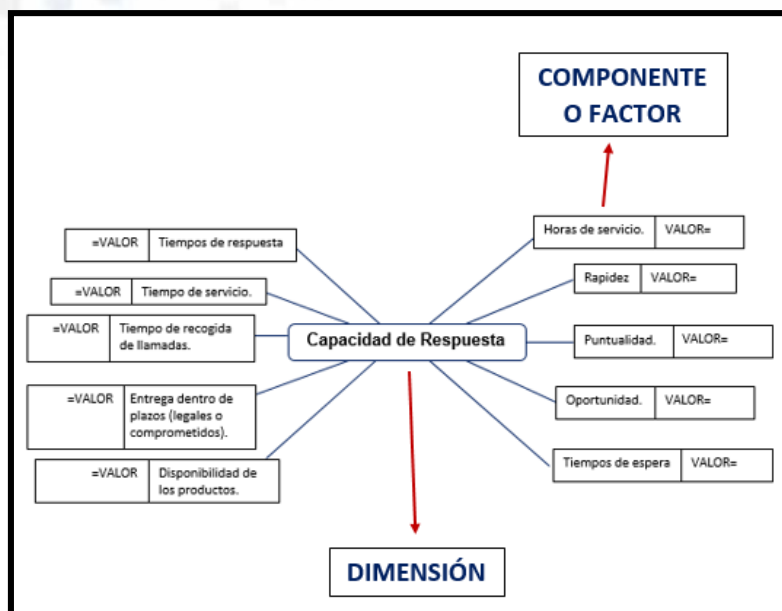 COMPONENTE
O FACTOR
=VALOR Tiempos de respuesta
=VALOR Tiempo de servicio.
=VALOR Tiempo de recogida
de llamadas.
=VALOR Entrega dentro de
plazos (legales o
comprometidos).
=VALOR Disponibilidad de
los productos.
Capacidad de Respuesta
Horas de servicio. VALOR=
Rapidez VALOR=
Puntualidad. VALOR=
Oportunidad. VALOR=
Tiempos de espera VALOR=
DIMENSIÓN